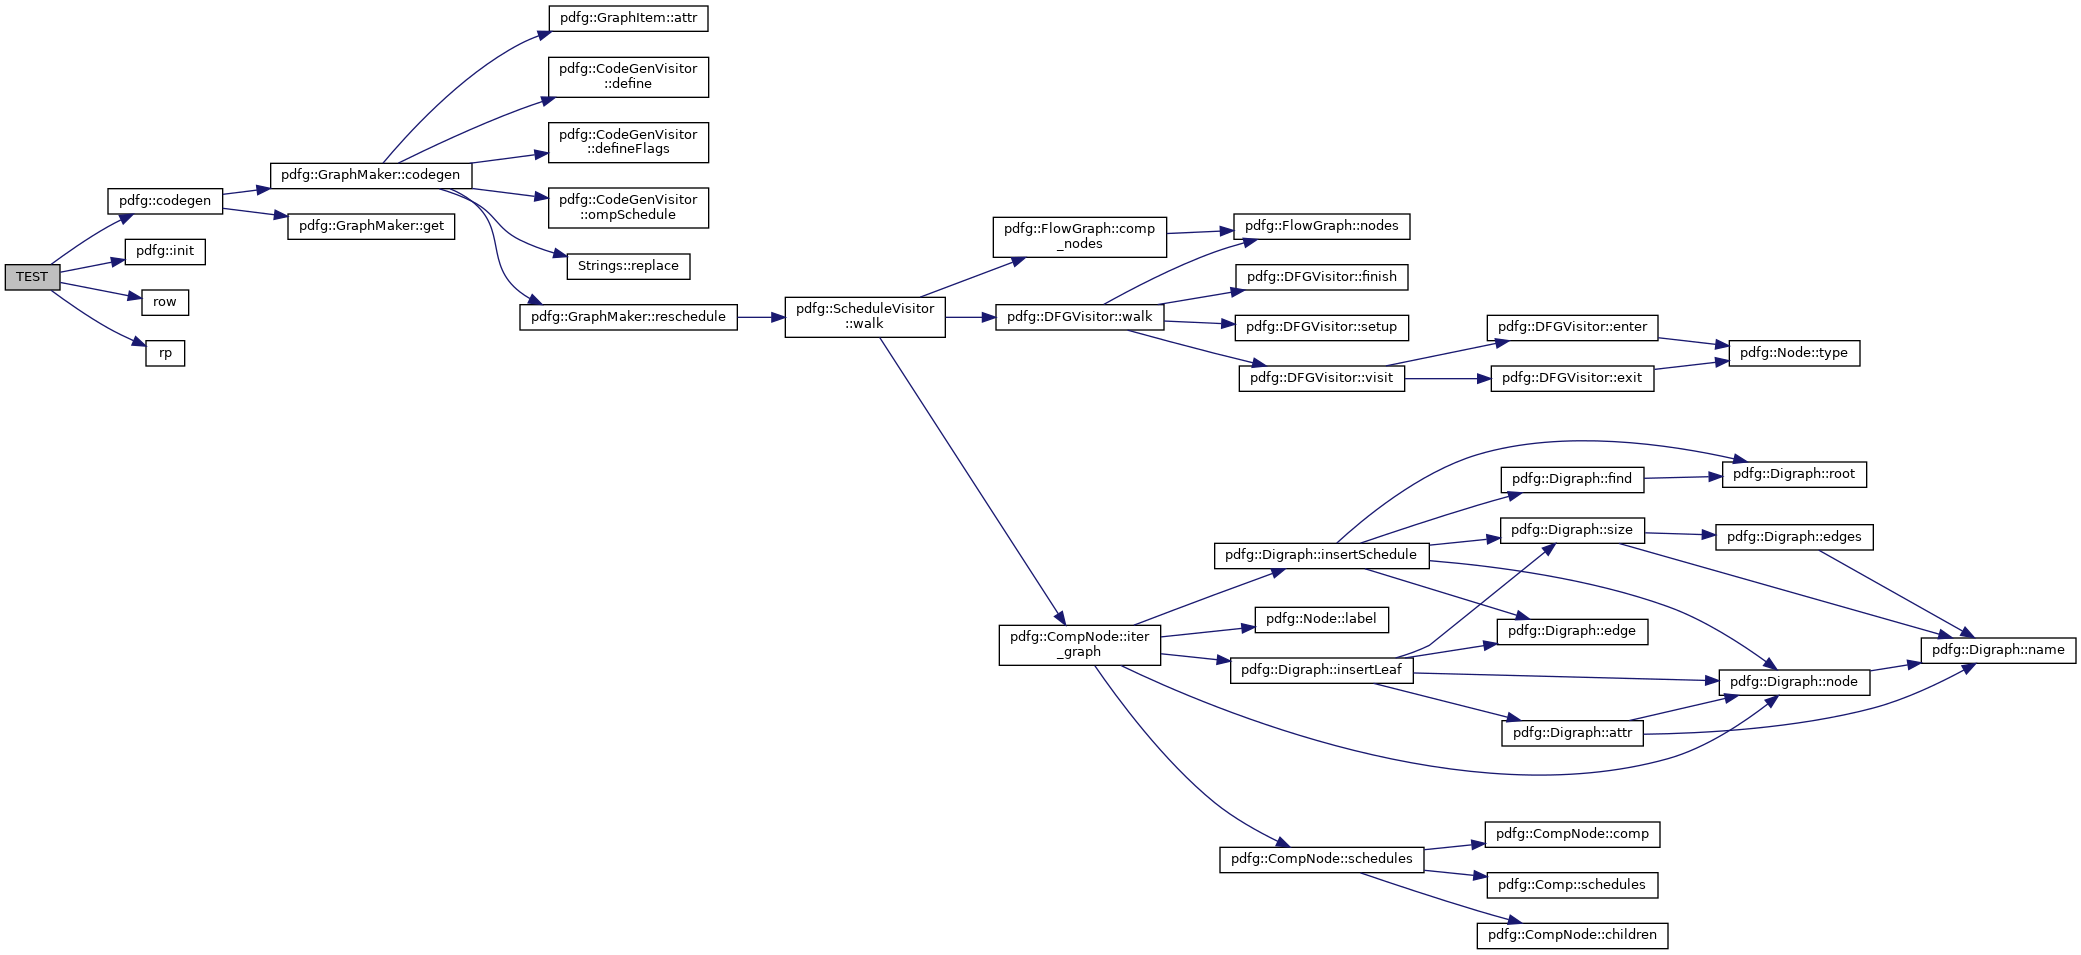 TEST
pdfg::codegen
pdfg::init
row
rp
pdfg::GraphMaker::codegen
pdfg::GraphMaker::get
pdfg::GraphItem::attr
pdfg::CodeGenVisitor
::define
pdfg::CodeGenVisitor
::defineFlags
pdfg::CodeGenVisitor
::ompSchedule
Strings::replace
pdfg::GraphMaker::reschedule
pdfg::ScheduleVisitor
::walk
pdfg::FlowGraph::comp
_nodes
pdfg::DFGVisitor::walk
pdfg::FlowGraph::nodes
pdfg::DFGVisitor::finish
pdfg::DFGVisitor::setup
pdfg::DFGVisitor::visit
pdfg::DFGVisitor::enter
pdfg::DFGVisitor::exit
pdfg::Node::type
pdfg::CompNode::iter
_graph
pdfg::Digraph::insertSchedule
pdfg::Node::label
pdfg::Digraph::insertLeaf
pdfg::CompNode::schedules
pdfg::Digraph::find
pdfg::Digraph::size
pdfg::Digraph::edge
pdfg::Digraph::attr
pdfg::Digraph::root
pdfg::Digraph::edges
pdfg::Digraph::node
pdfg::Digraph::name
pdfg::CompNode::comp
pdfg::Comp::schedules
pdfg::CompNode::children